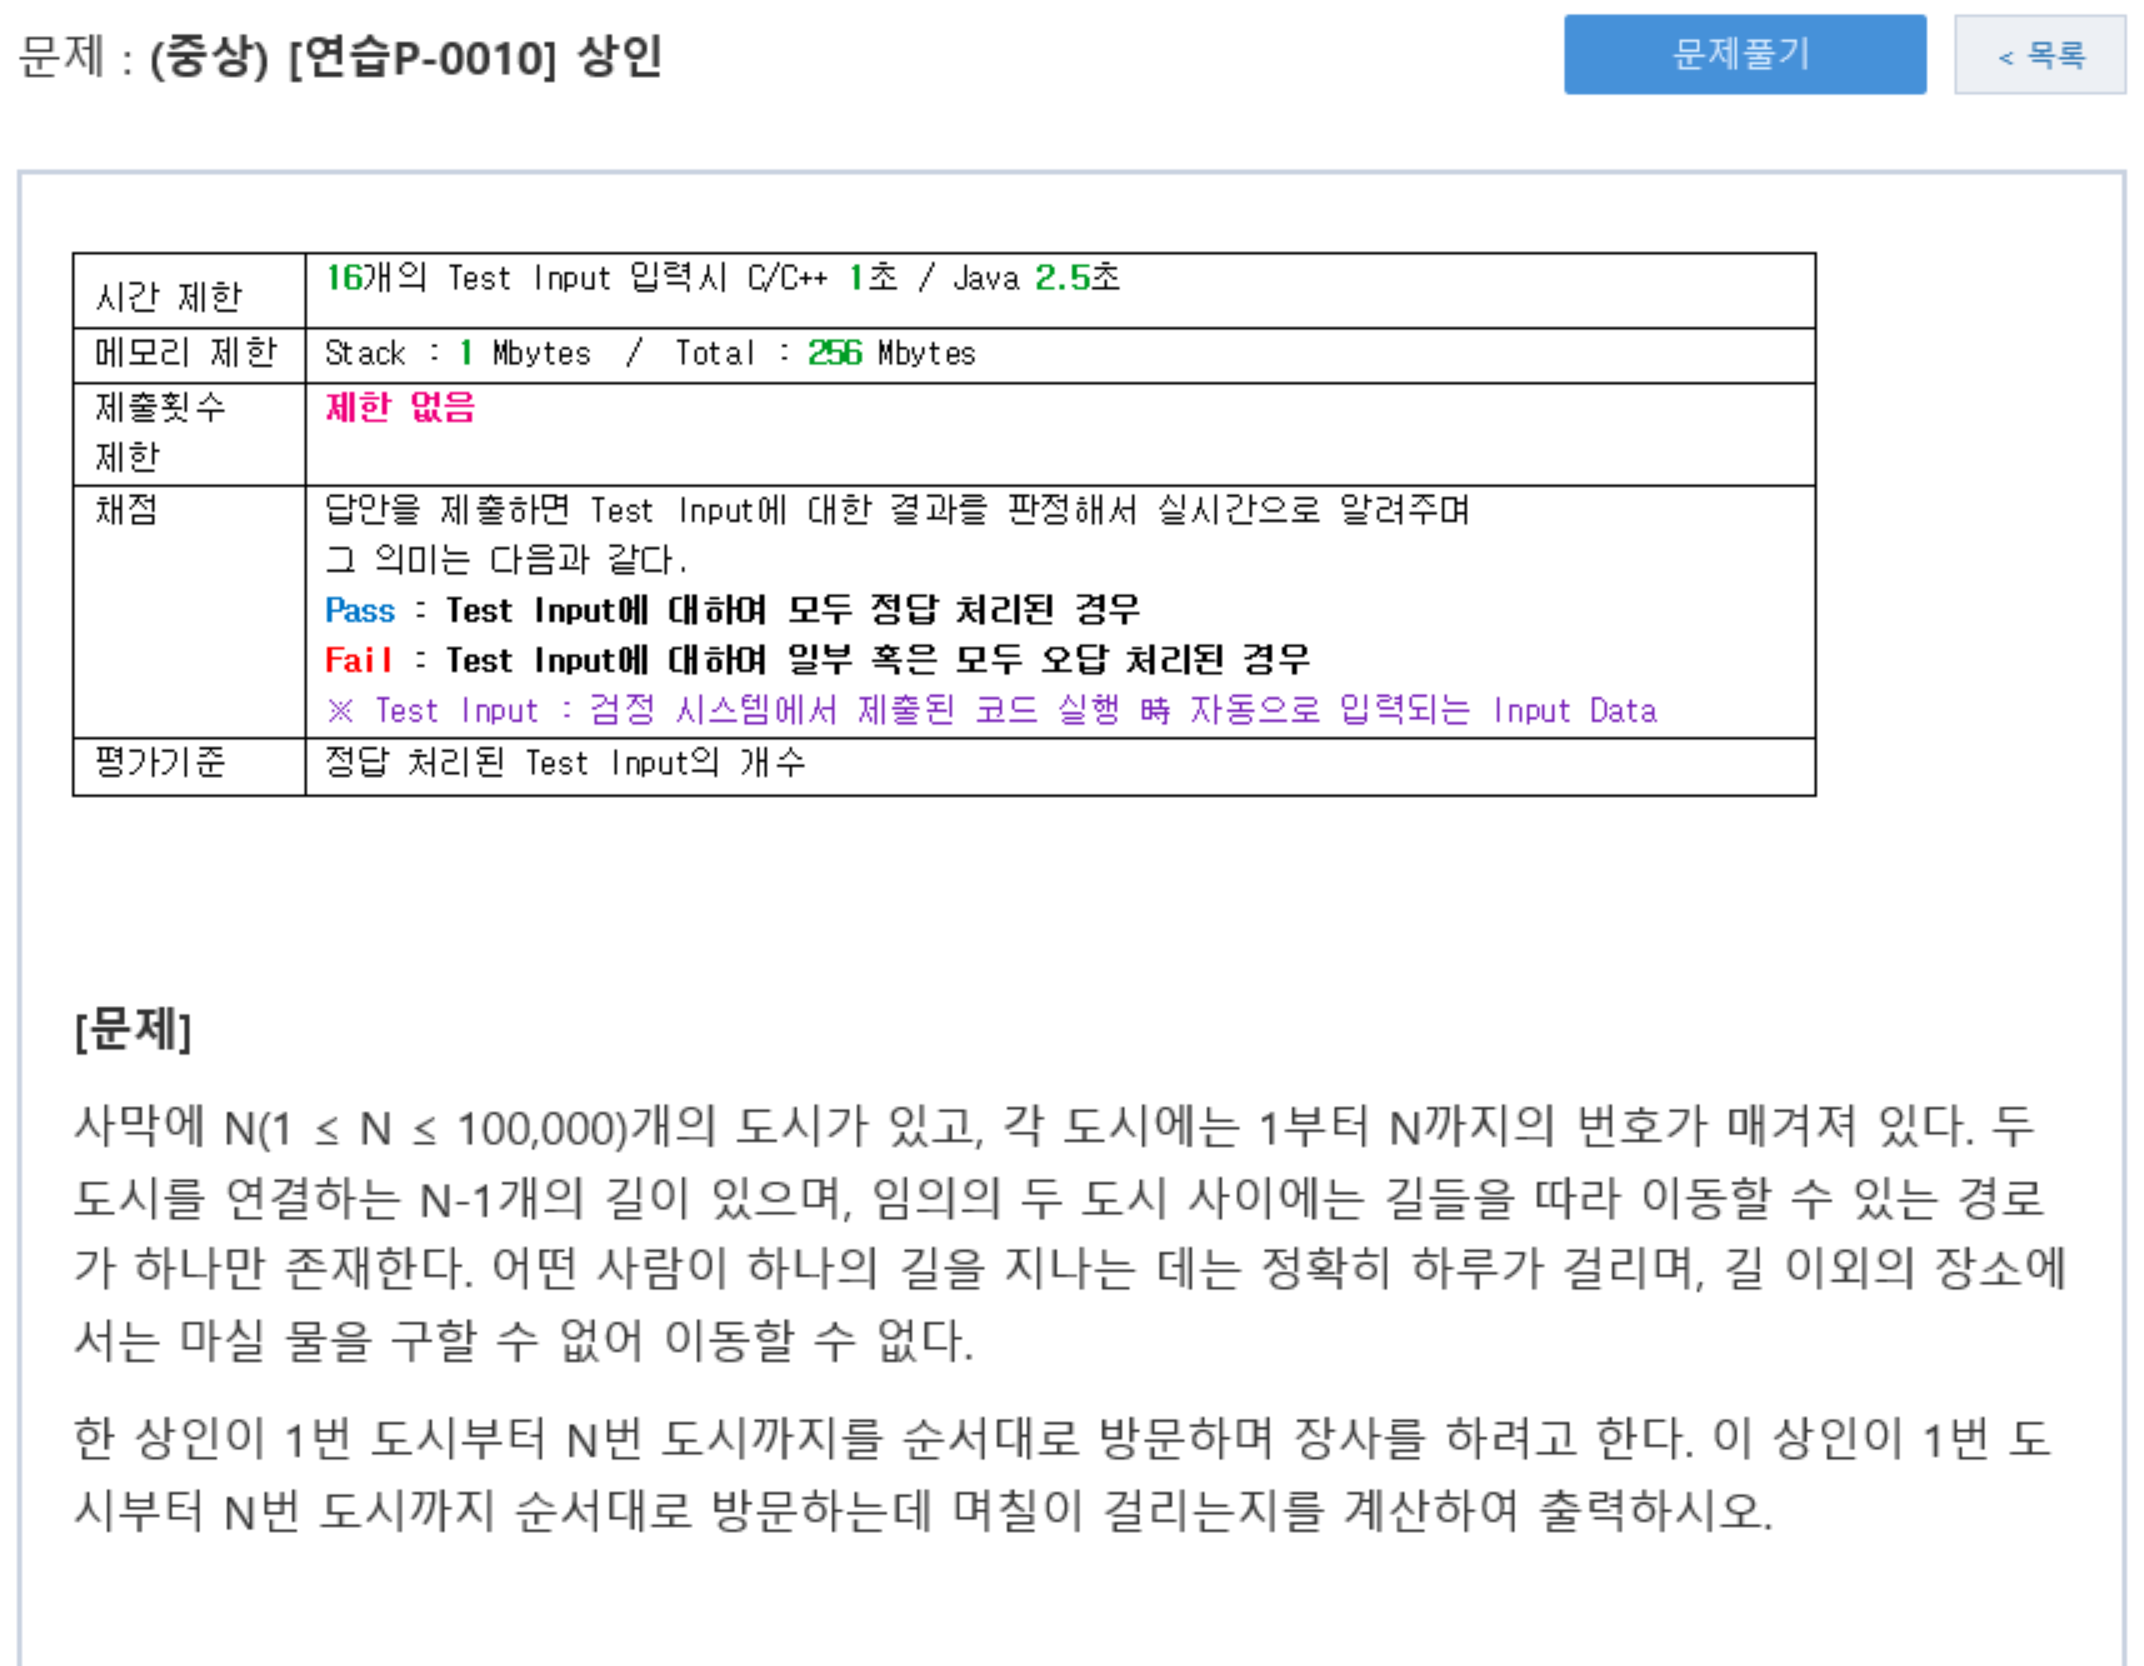 문제 : (중상) [연습P-0010] 상인
문제풀기
< 목록
시간 제한
16개의 Test Input 입력시 C/C++ 1초 / Java 2.5초
메모리 제한
Stack : 1 Mbytes / Total : 256 Mbytes
제출횟수
제한
제한 없음
채점
답안을 제출하면 Test Input에 대한 결과를 판정해서 실시간으로 알려주며
그 의미는 다음과 같다.
Pass : Test Input에 대하여 모두 정답 처리된 경우
Fail : Test Input에 대하여 일부 혹은 모두 오답 처리된 경우
※ Test Input : 검정 시스템에서 제출된 코드 실행 時 자동으로 입력되는 Input Data
평가기준
정답 처리된 Test Input의 개수
[문제]
사막에 N(1 ≤ N ≤ 100,000)개의 도시가 있고, 각 도시에는 1부터 N까지의 번호가 매겨져 있다. 두
도시를 연결하는 N-1개의 길이 있으며, 임의의 두 도시 사이에는 길들을 따라 이동할 수 있는 경로
가 하나만 존재한다. 어떤 사람이 하나의 길을 지나는 데는 정확히 하루가 걸리며, 길 이외의 장소에
서는 마실 물을 구할 수 없어 이동할 수 없다.
한 상인이 1번 도시부터 N번 도시까지를 순서대로 방문하며 장사를 하려고 한다. 이 상인이 1번 도
시부터 N번 도시까지 순서대로 방문하는데 며칠이 걸리는지를 계산하여 출력하시오.